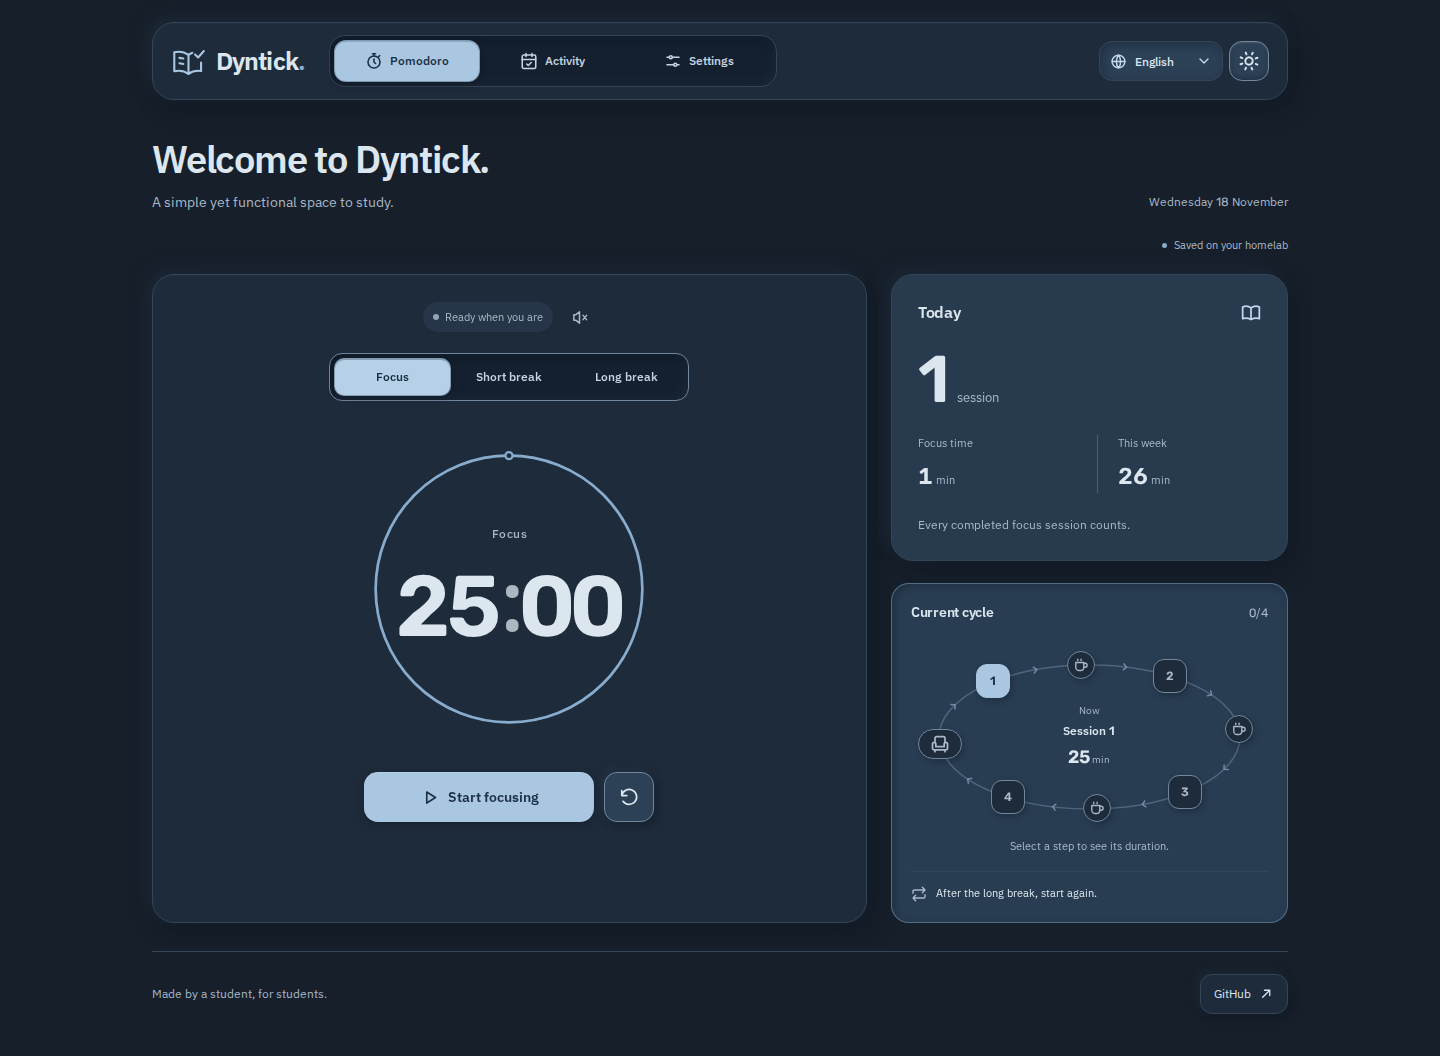 Dyntick.
Pomodoro
Activity
Settings
English
Welcome to Dyntick.
A simple yet functional space to study.
Wednesday 18 November
Saved on your homelab
Ready when you are
Focus
Short break
Long break
Focus
25:00
Start focusing
Today
1 session
Focus time
1 min
This week
26 min
Every completed focus session counts.
Current cycle
0/4
1
2
Now
Session 1
25 min
4
3
Select a step to see its duration.
After the long break, start again.
Made by a student, for students.
GitHub